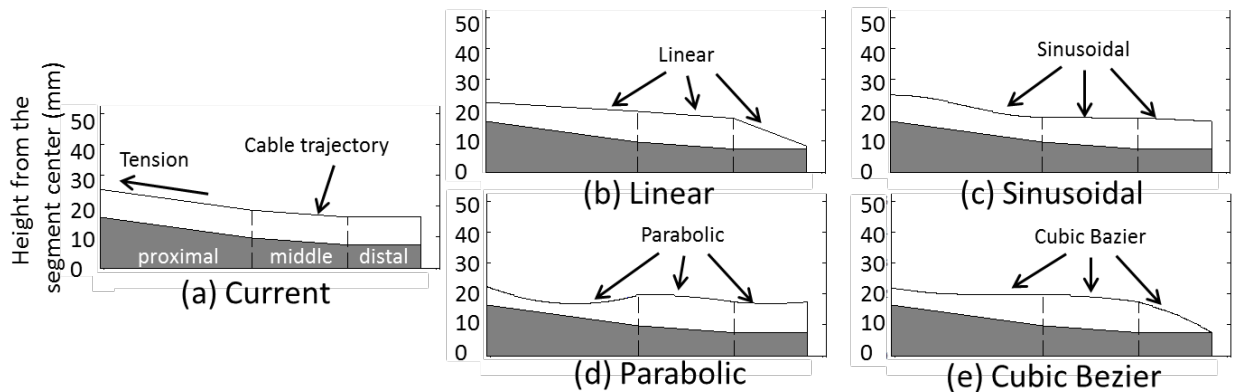 Height from the
segment center (mm)
50
40
30
20
10
0
Tension
Cable trajectory
proximal
middle
distal
(a) Current
50
40
30
20
10
0
Linear
(b) Linear
50
40
30
20
10
0
Sinusoidal
(c) Sinusoidal
50
40
30
20
10
0
Parabolic
(d) Parabolic
50
40
30
20
10
0
Cubic Bazier
(e) Cubic Bezier